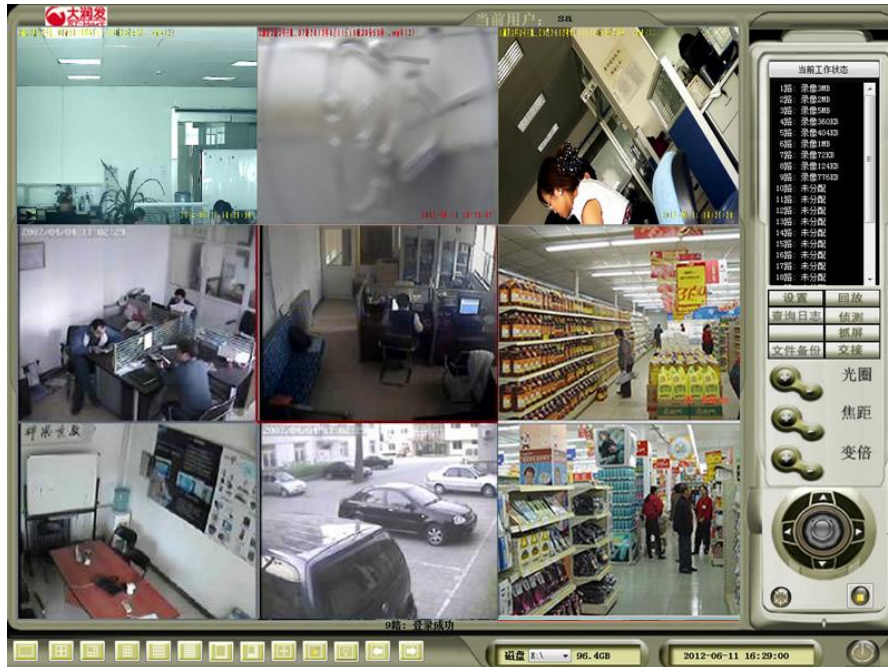 大润发
当前用户： sa
2007/04/04 17:02:29
当前工作状态
1路：录像3MB
2路：录像2MB
3路：录像5MB
4路：录像360KB
5路：录像404KB
6路：录像1MB
7路：录像72KB
8路：录像124KB
9路：录像776KB
10路：未分配
11路：未分配
12路：未分配
13路：未分配
14路：未分配
15路：未分配
16路：未分配
17路：未分配
18路：未分配
设置 回放
查询日志 侦测
抓屏
文件备份 交接
光圈
焦距
变倍
9路：登录成功
磁盘 E:\ 96.4GB
2012-06-11 16:29:00